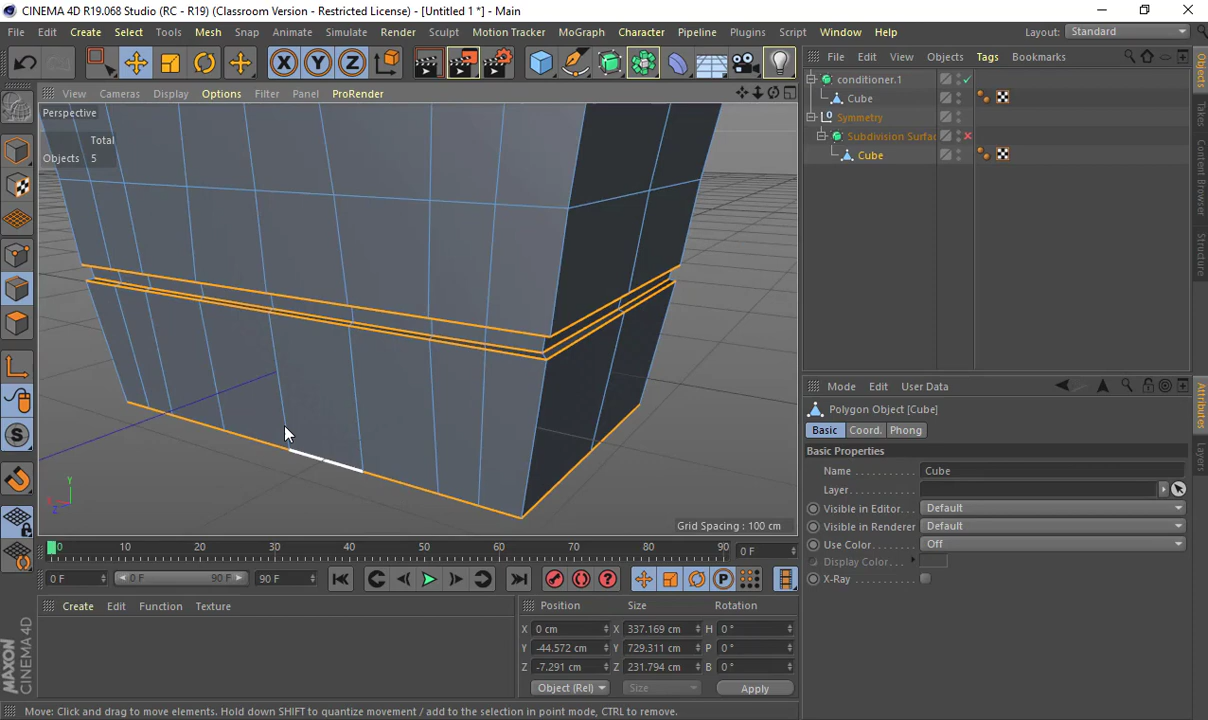 CINEMA 4D R19.068 Studio (RC - R19) (Classroom Version - Restricted License) - [Untitled 1 *] - Main
File Edit Create Select Tools Mesh Snap Animate Simulate Render Sculpt Motion Tracker MoGraph Character Pipeline Plugins Script Window Help Layout: Standard
X Y Z
View Cameras Display Options Filter Panel ProRender
File Edit View Objects Tags Bookmarks
Perspective
Total
Objects 5
conditioner.1
Cube
Symmetry
Subdivision Surfac
Cube
Objects
Takes
Content Browser
Structure
Mode Edit User Data
Polygon Object [Cube]
Basic Coord. Phong
Basic Properties
Name Cube
Layer
Visible in Editor Default
Visible in Renderer Default
Use Color Off
Display Color
X-Ray
Attributes
Layers
S
Y
X
Z
Grid Spacing : 100 cm
0 10 20 30 40 50 60 70 80 90 0 F
0 F 0 F 90 F 90 F
P
Create Edit Function Texture
Position Size Rotation
X 0 cm X 337.169 cm H 0 °
Y -44.572 cm Y 729.311 cm P 0 °
Z -7.291 cm Z 231.794 cm B 0 °
Object (Rel) Size Apply
MAXON
CINEMA 4D
Move: Click and drag to move elements. Hold down SHIFT to quantize movement / add to the selection in point mode, CTRL to remove.